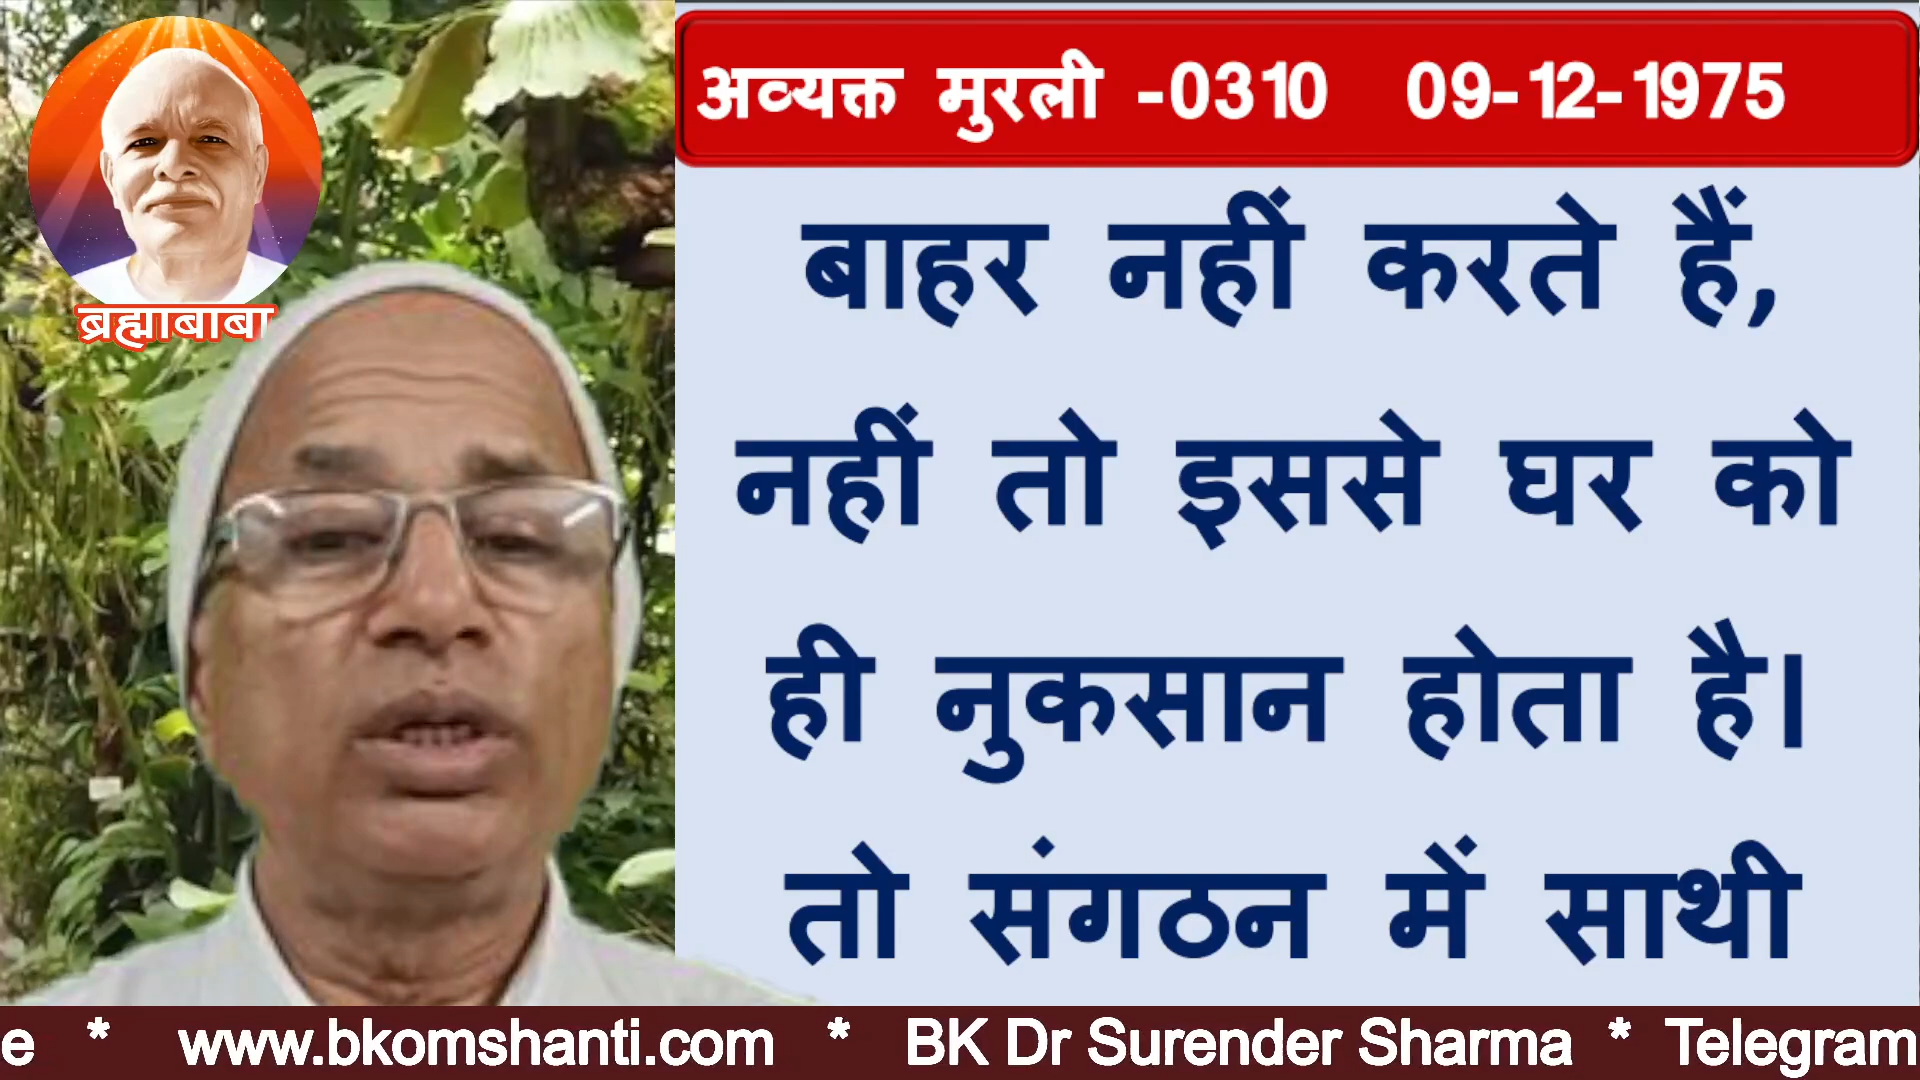 अव्यक्त मुरली -0310 09-12-1975
ब्रह्माबाबा
बाहर नहीं करते हैं,
नहीं तो इससे घर को
ही नुकसान होता है।
तो संगठन में साथी
e * www.bkomshanti.com * BK Dr Surender Sharma * Telegram